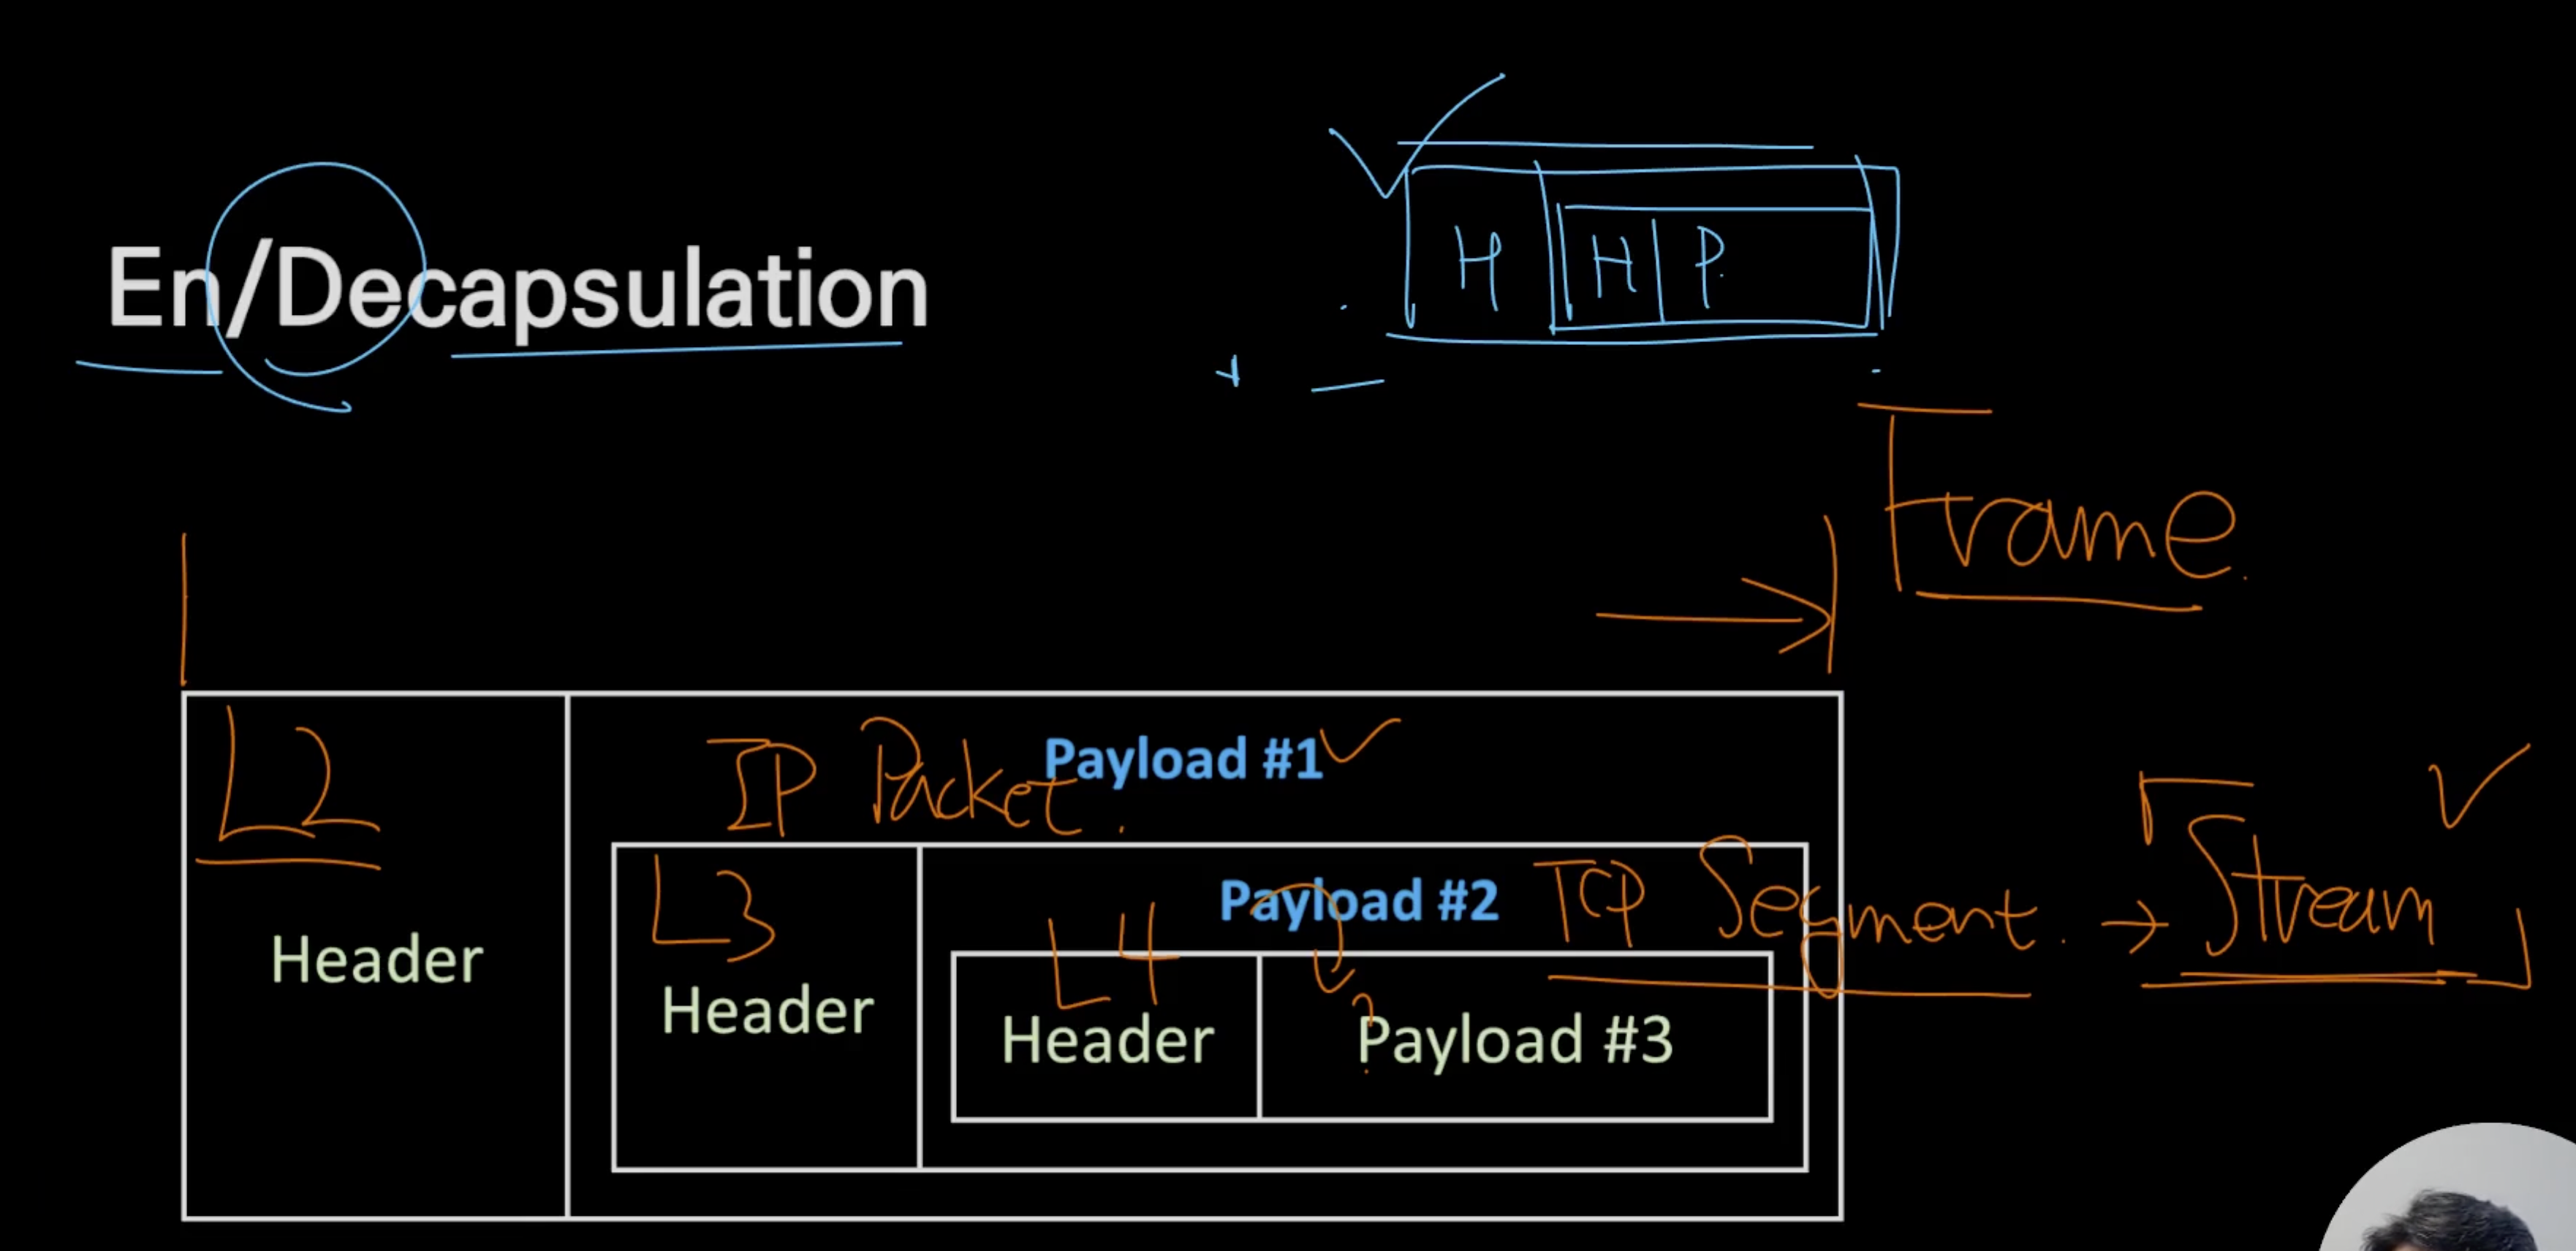 En/Decapsulation
H H P.
Frame.
L2 IP Packet. Payload #1
L3 Payload #2 TCP Segment. → Stream
L4 ?
Header Header Header Payload #3